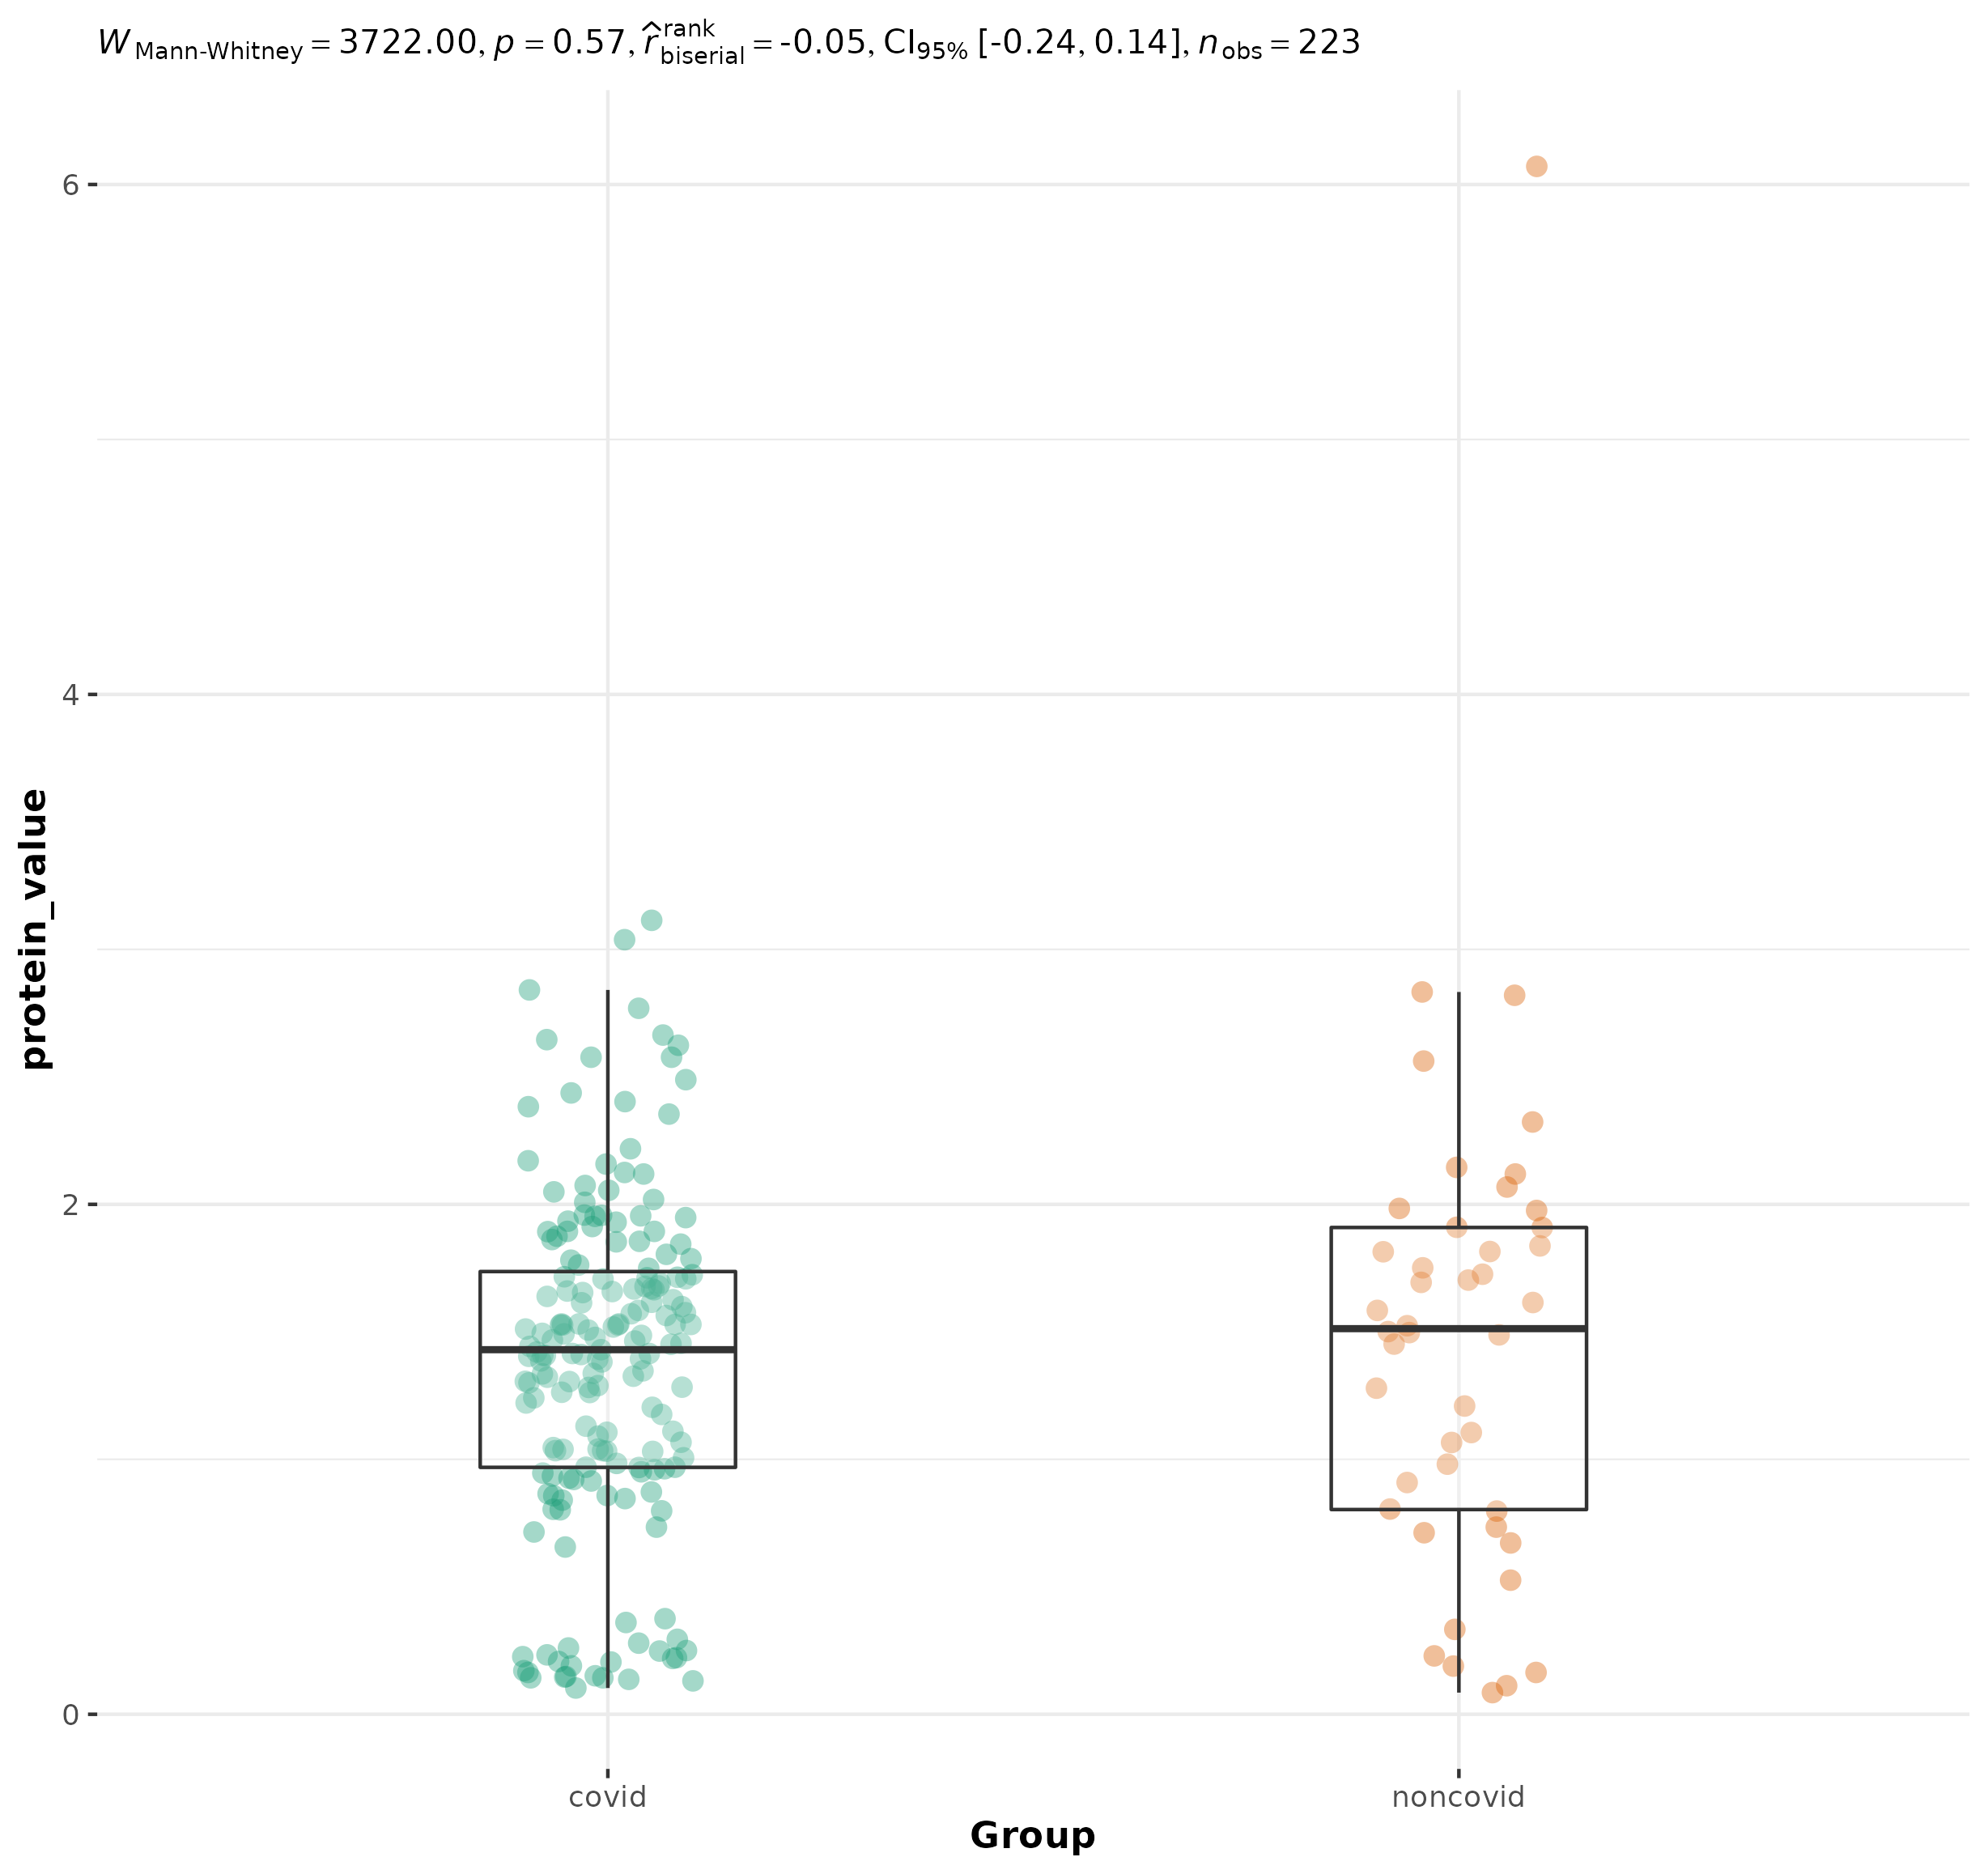 W Mann-Whitney = 3722.00, p = 0.57, r̂ rank biserial = -0.05, CI95% [-0.24, 0.14], n obs = 223
6
4
2
0
protein_value
covid noncovid
Group